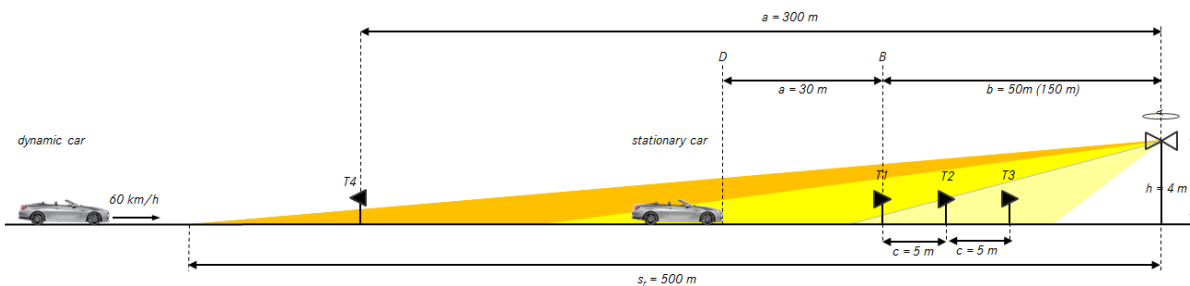 a = 300 m
D
B
a = 30 m
b = 50m (150 m)
dynamic car
stationary car
T4
T1
T2
T3
60 km/h
h = 4 m
c = 5 m
c = 5 m
sᵣ = 500 m